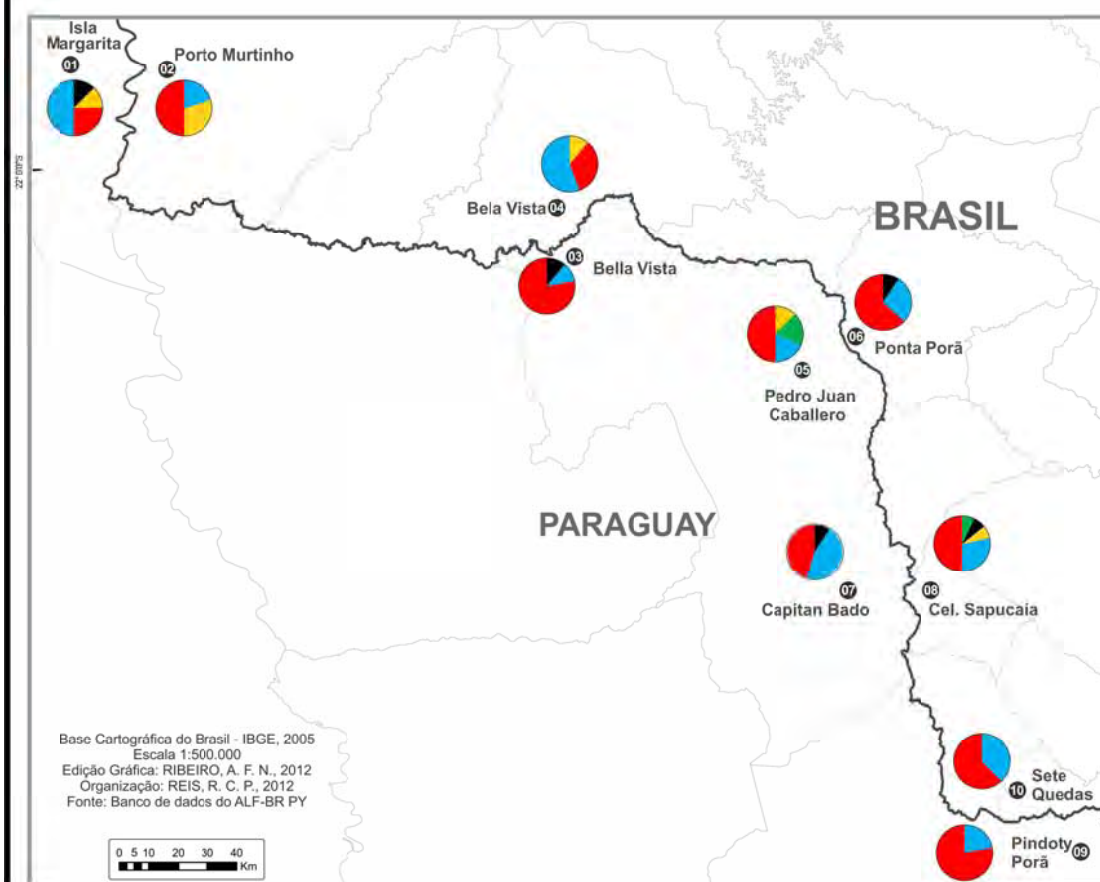 Isla
Margarita
01
02
Porto Murtinho
Bela Vista 04
03
Bella Vista
BRASIL
06
Ponta Porã
05
Pedro Juan
Caballero
PARAGUAY
07
Capitan Bado
08
Cel. Sapucaia
Base Cartográfica do Brasil - IBGE, 2005
Escala 1:500.000
Edição Gráfica: RIBEIRO, A. F. N., 2012
Organização: REIS, R. C. P., 2012
Fonte: Banco de dados do ALF-BR PY
0 5 10 20 30 40
Km
10
Sete
Quedas
Pindoty
Porã
09